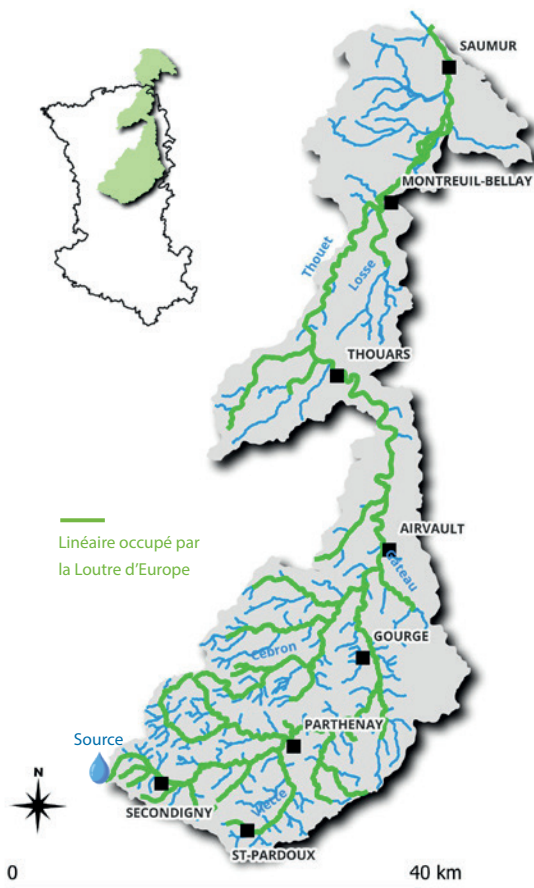 SAUMUR
MONTREUIL-BELLAY
Thouet
Losse
THOUARS
AIRVAULT
Gâteau
Linéaire occupé par
la Loutre d'Europe
GOURGE
Cébron
PARTHENAY
Source
N
SECONDIGNY
Viette
ST-PARDOUX
0 40 km